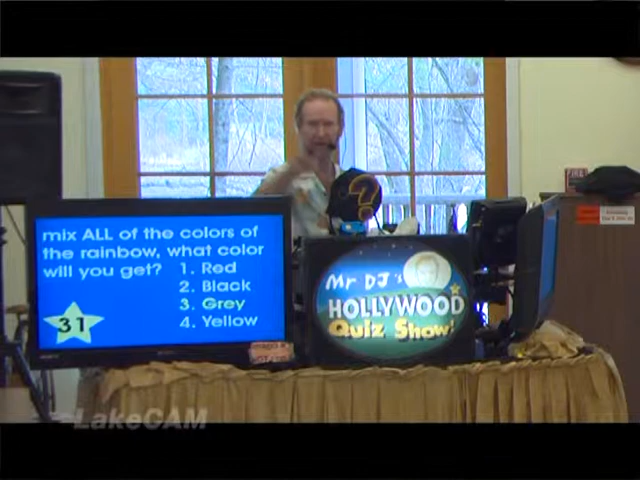 mix ALL of the colors of
the rainbow, what color
will you get? 1. Red
2. Black
3. Grey
4. Yellow
31
Mr DJ's
HOLLYWOOD
Quiz Show!
?
LakeCAM